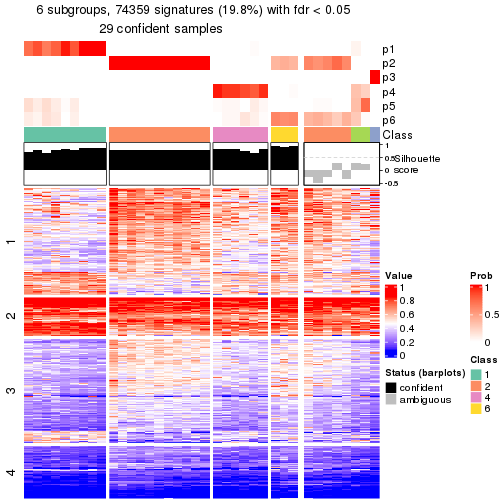 6 subgroups, 74359 signatures (19.8%) with fdr < 0.05
29 confident samples
p1
p2
p3
p4
p5
p6
Class
1
0.5
0
-0.5
Silhouette
score
1
2
3
4
Value
1
0.8
0.6
0.4
0.2
0
Status (barplots)
confident
ambiguous
Prob
1
0.5
0
Class
1
2
4
6